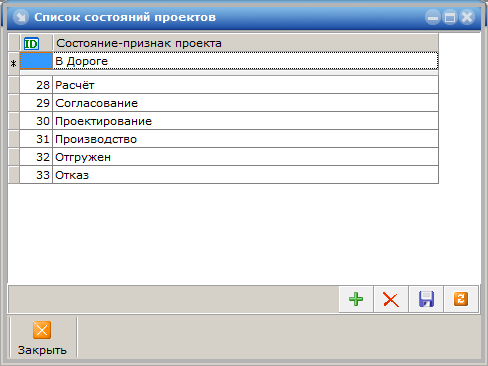 Список состояний проектов
ID Состояние-признак проекта
* В Дороге
28 Расчёт
29 Согласование
30 Проектирование
31 Производство
32 Отгружен
33 Отказ
Закрыть